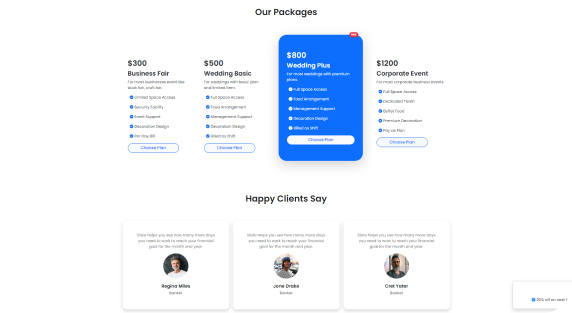 Our Packages
$300
Business Fair
For most businesses event like
book fair, craft fair.
Limited Space Access
Security Facility
Event Support
Decoration Design
Per Day Bill
Choose Plan
$500
Wedding Basic
For weddings with basic plan
and limited item.
Full Space Access
Food Arrangement
Management Support
Decoration Design
Billed as Shift
Choose Plan
$800
Wedding Plus
For most weddings with premium
plans.
Full Space Access
Food Arrangement
Management Support
Decoration Design
Billed as Shift
Choose Plan
$1200
Corporate Event
For most corporate business events
Full Space Access
Dedicated Team
Buffet Food
Premium Decoration
Pay as Plan
Choose Plan
Happy Clients Say
Slate helps you see how many more days
you need to work to reach your financial
goal for the month and year.
Regina Miles
Banker
Slate helps you see how many more days
you need to work to reach your financial
goal for the month and year.
Jone Drake
Banker
Slate helps you see how many more days
you need to work to reach your financial
goal for the month and year.
Cret Yater
Banker
20% off on